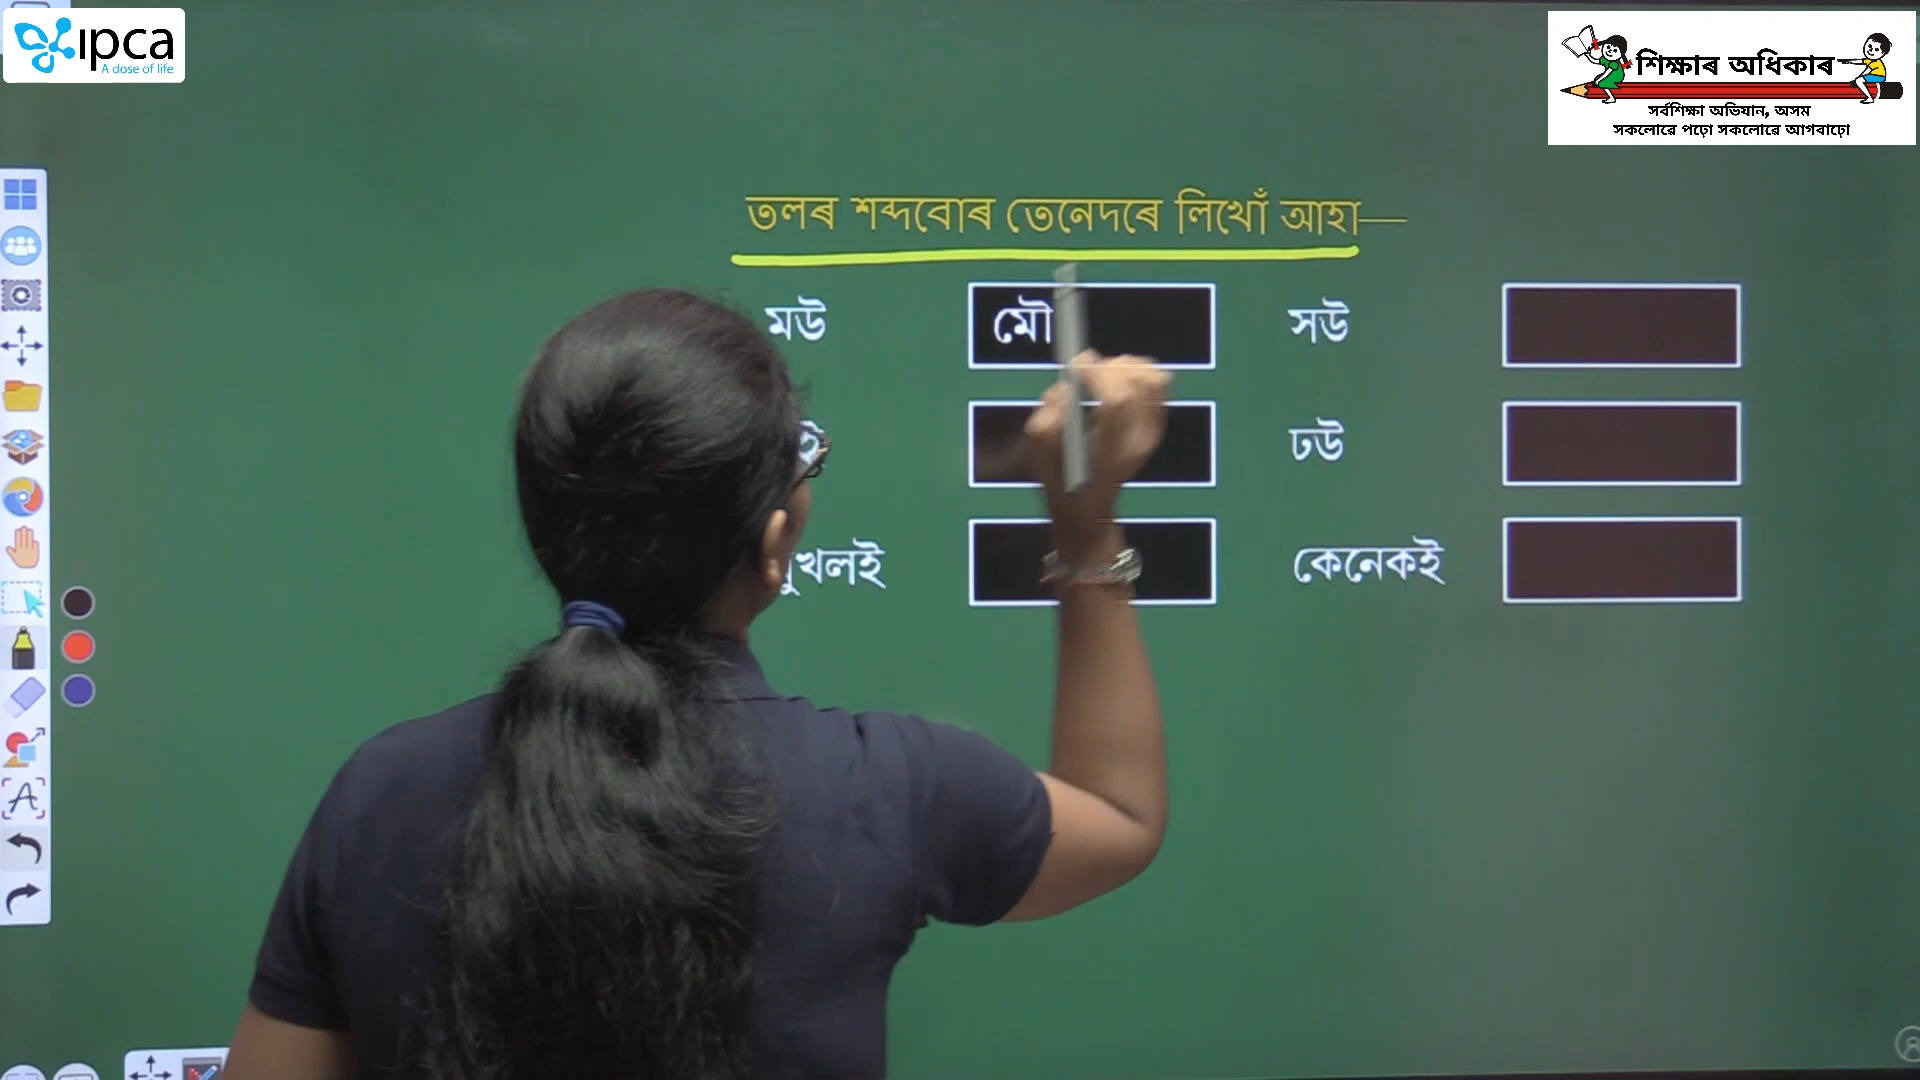 ipca
A dose of life
শিক্ষাৰ অধিকাৰ
সৰ্বশিক্ষা অভিযান, অসম
সকলোৱে পঢ়ো সকলোৱে আগবাঢ়ো
তলৰ শব্দবোৰ তেনেদৰে লিখোঁ আহা—
মউ মৌ সউ
ঢউ
কেনেকই